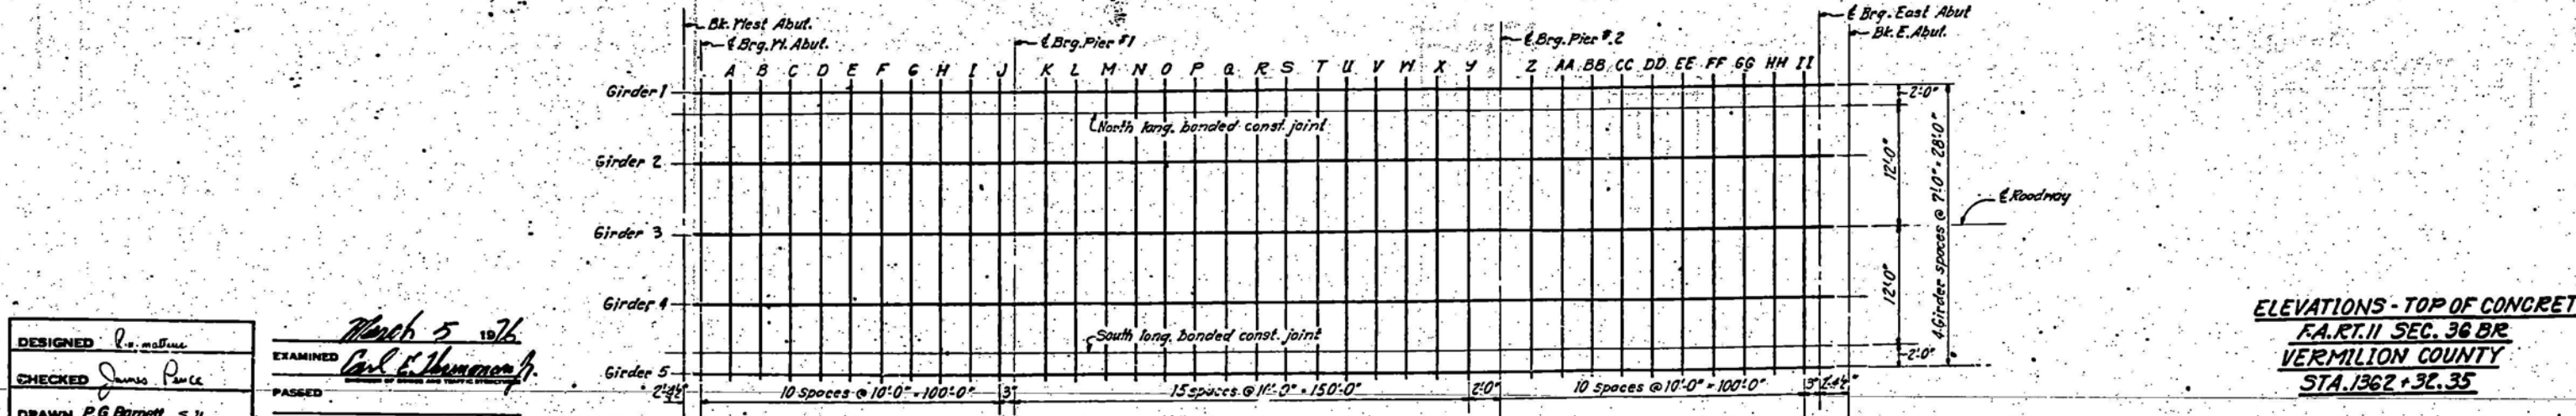 Bk. West Abut.
℄ Brg. W. Abut.
℄ Brg. Pier #1
℄ Brg. Pier #2
℄ Brg. East Abut
Bk. E. Abut.
A B C D E F G H I J K L M N O P Q R S T U V W X Y Z AA BB CC DD EE FF GG HH II
Girder 1
North long. bonded const. joint
Girder 2
Girder 3
Girder 4
South long. bonded const. joint
Girder 5
10 spaces @ 10'-0" = 100'-0"
3"
15 spaces @ 10'-0" = 150'-0"
2'-0"
10 spaces @ 10'-0" = 100'-0"
3"
2'-0"
12'-0"
12'-0"
2'-0"
4 Girder spaces @ 7'-0" = 28'-0"
℄ Roadway
DESIGNED
CHECKED James Pence
DRAWN P.G. Barnett
March 5 1976
EXAMINED Carl E. Thunman Jr.
PASSED
ELEVATIONS - TOP OF CONCRET
F.A. RT. 11 SEC. 36 BR
VERMILION COUNTY
STA. 1362 + 32.35